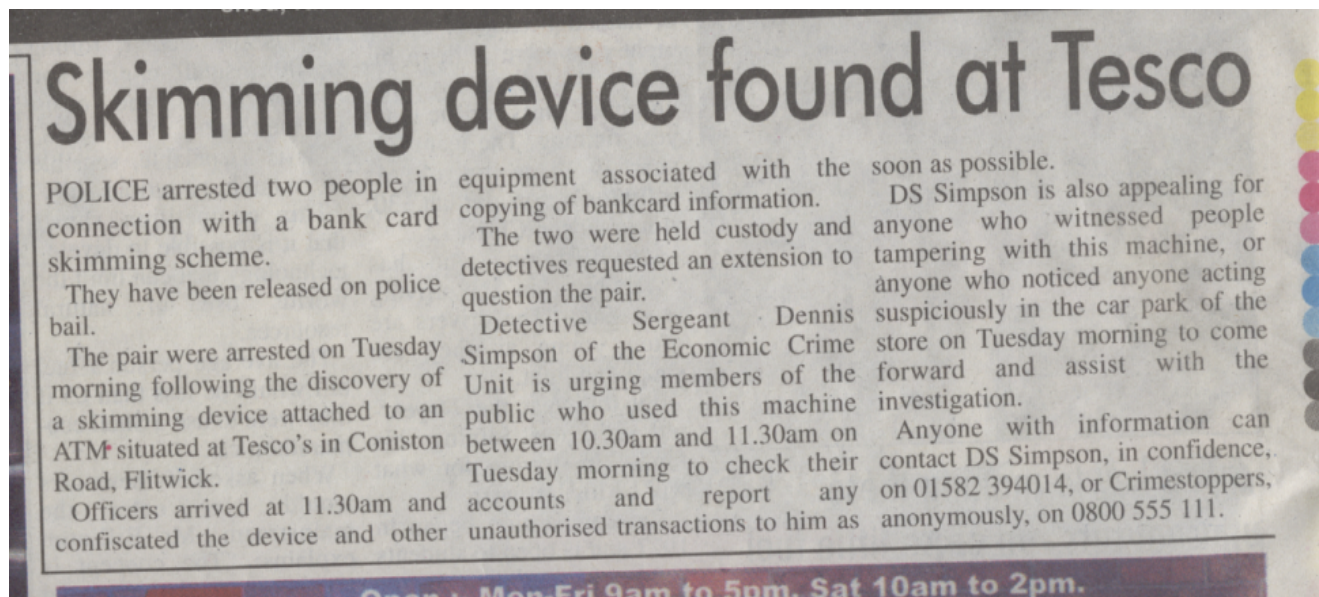 Skimming device found at Tesco
POLICE arrested two people in
connection with a bank card
skimming scheme.
They have been released on police
bail.
The pair were arrested on Tuesday
morning following the discovery of
a skimming device attached to an
ATM situated at Tesco's in Coniston
Road, Flitwick.
Officers arrived at 11.30am and
confiscated the device and other
equipment associated with the
copying of bankcard information.
The two were held custody and
detectives requested an extension to
question the pair.
Detective Sergeant Dennis
Simpson of the Economic Crime
Unit is urging members of the
public who used this machine
between 10.30am and 11.30am on
Tuesday morning to check their
accounts and report any
unauthorised transactions to him as
soon as possible.
DS Simpson is also appealing for
anyone who witnessed people
tampering with this machine, or
anyone who noticed anyone acting
suspiciously in the car park of the
store on Tuesday morning to come
forward and assist with the
investigation.
Anyone with information can
contact DS Simpson, in confidence,
on 01582 394014, or Crimestoppers,
anonymously, on 0800 555 111.
Open : Mon-Fri 9am to 5pm, Sat 10am to 2pm.